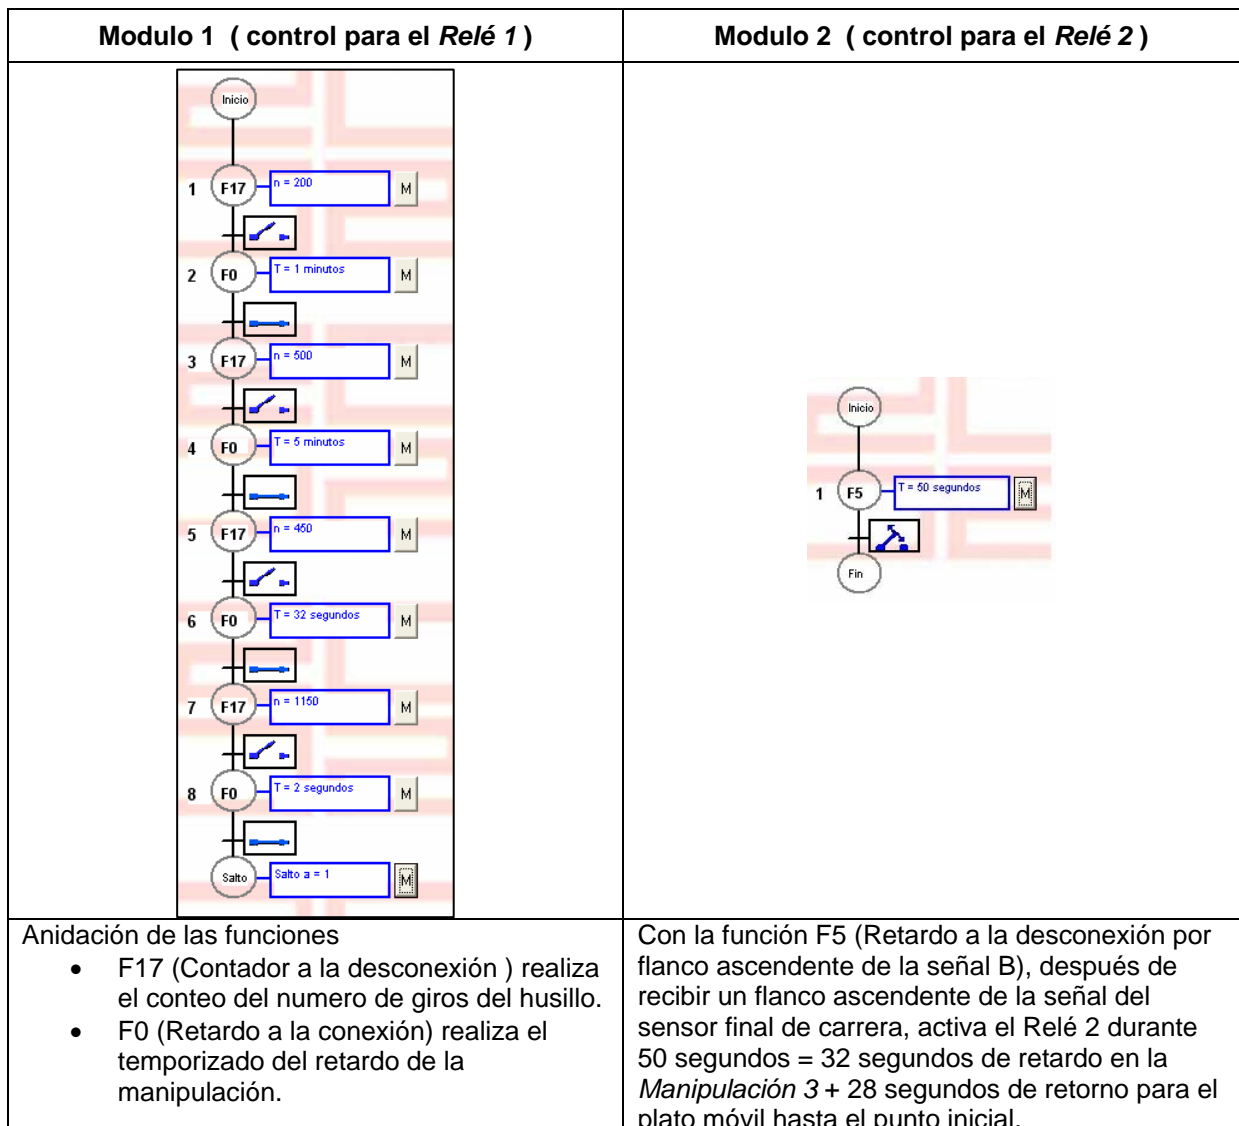 Modulo 1 ( control para el Relé 1 )
Modulo 2 ( control para el Relé 2 )
Inicio
1 F17 n = 200 M
2 F0 T = 1 minutos M
3 F17 n = 500 M
4 F0 T = 5 minutos M
5 F17 n = 450 M
6 F0 T = 32 segundos M
7 F17 n = 1150 M
8 F0 T = 2 segundos M
Salto Salto a = 1 M
Inicio
1 F5 T = 50 segundos M
Fin
Anidación de las funciones
• F17 (Contador a la desconexión ) realiza
el conteo del numero de giros del husillo.
• F0 (Retardo a la conexión) realiza el
temporizado del retardo de la
manipulación.
Con la función F5 (Retardo a la desconexión por
flanco ascendente de la señal B), después de
recibir un flanco ascendente de la señal del
sensor final de carrera, activa el Relé 2 durante
50 segundos = 32 segundos de retardo en la
Manipulación 3 + 28 segundos de retorno para el
plato móvil hasta el punto inicial.